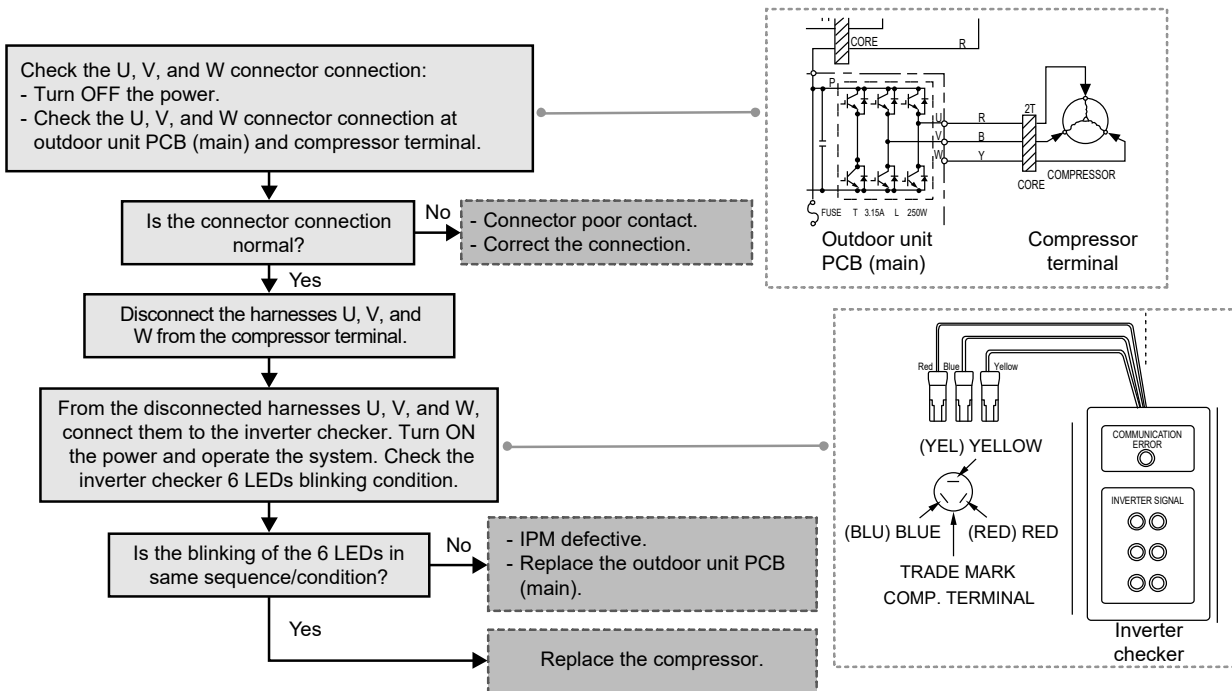 Check the U, V, and W connector connection:
- Turn OFF the power.
- Check the U, V, and W connector connection at
outdoor unit PCB (main) and compressor terminal.
Is the connector connection
normal?
No
- Connector poor contact.
- Correct the connection.
Yes
Disconnect the harnesses U, V, and
W from the compressor terminal.
From the disconnected harnesses U, V, and W,
connect them to the inverter checker. Turn ON
the power and operate the system. Check the
inverter checker 6 LEDs blinking condition.
Is the blinking of the 6 LEDs in
same sequence/condition?
No
- IPM defective.
- Replace the outdoor unit PCB
(main).
Yes
Replace the compressor.
CORE
R
P
U
R
2T
V
B
W
Y
CORE
COMPRESSOR
FUSE T 3.15A L 250W
Outdoor unit
PCB (main)
Compressor
terminal
Red
Blue
Yellow
(YEL) YELLOW
(BLU) BLUE
(RED) RED
TRADE MARK
COMP. TERMINAL
COMMUNICATION
ERROR
INVERTER SIGNAL
Inverter
checker